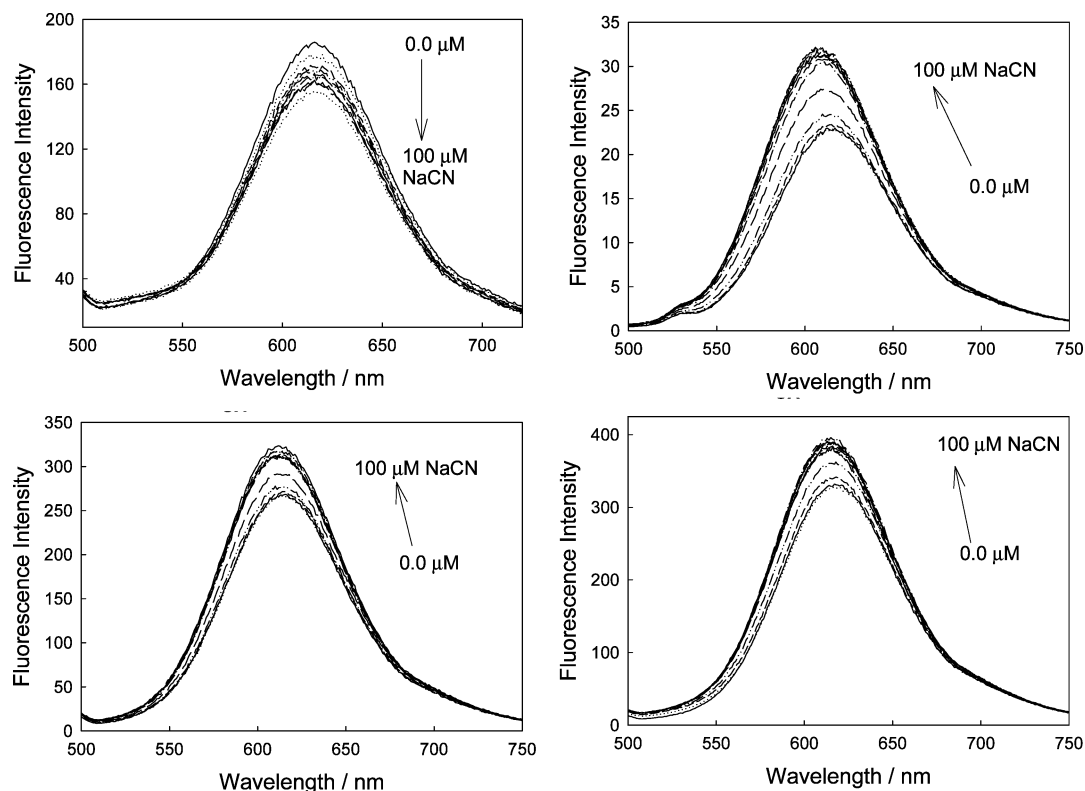 200
160
120
80
40
500 550 600 650 700
Fluorescence Intensity
Wavelength / nm
0.0 μM
100 μM
NaCN
35
30
25
20
15
10
5
0
500 550 600 650 700 750
Fluorescence Intensity
Wavelength / nm
100 μM NaCN
0.0 μM
350
300
250
200
150
100
50
0
500 550 600 650 700 750
Fluorescence Intensity
Wavelength / nm
100 μM NaCN
0.0 μM
400
300
200
100
0
500 550 600 650 700 750
Fluorescence Intensity
Wavelength / nm
100 μM NaCN
0.0 μM